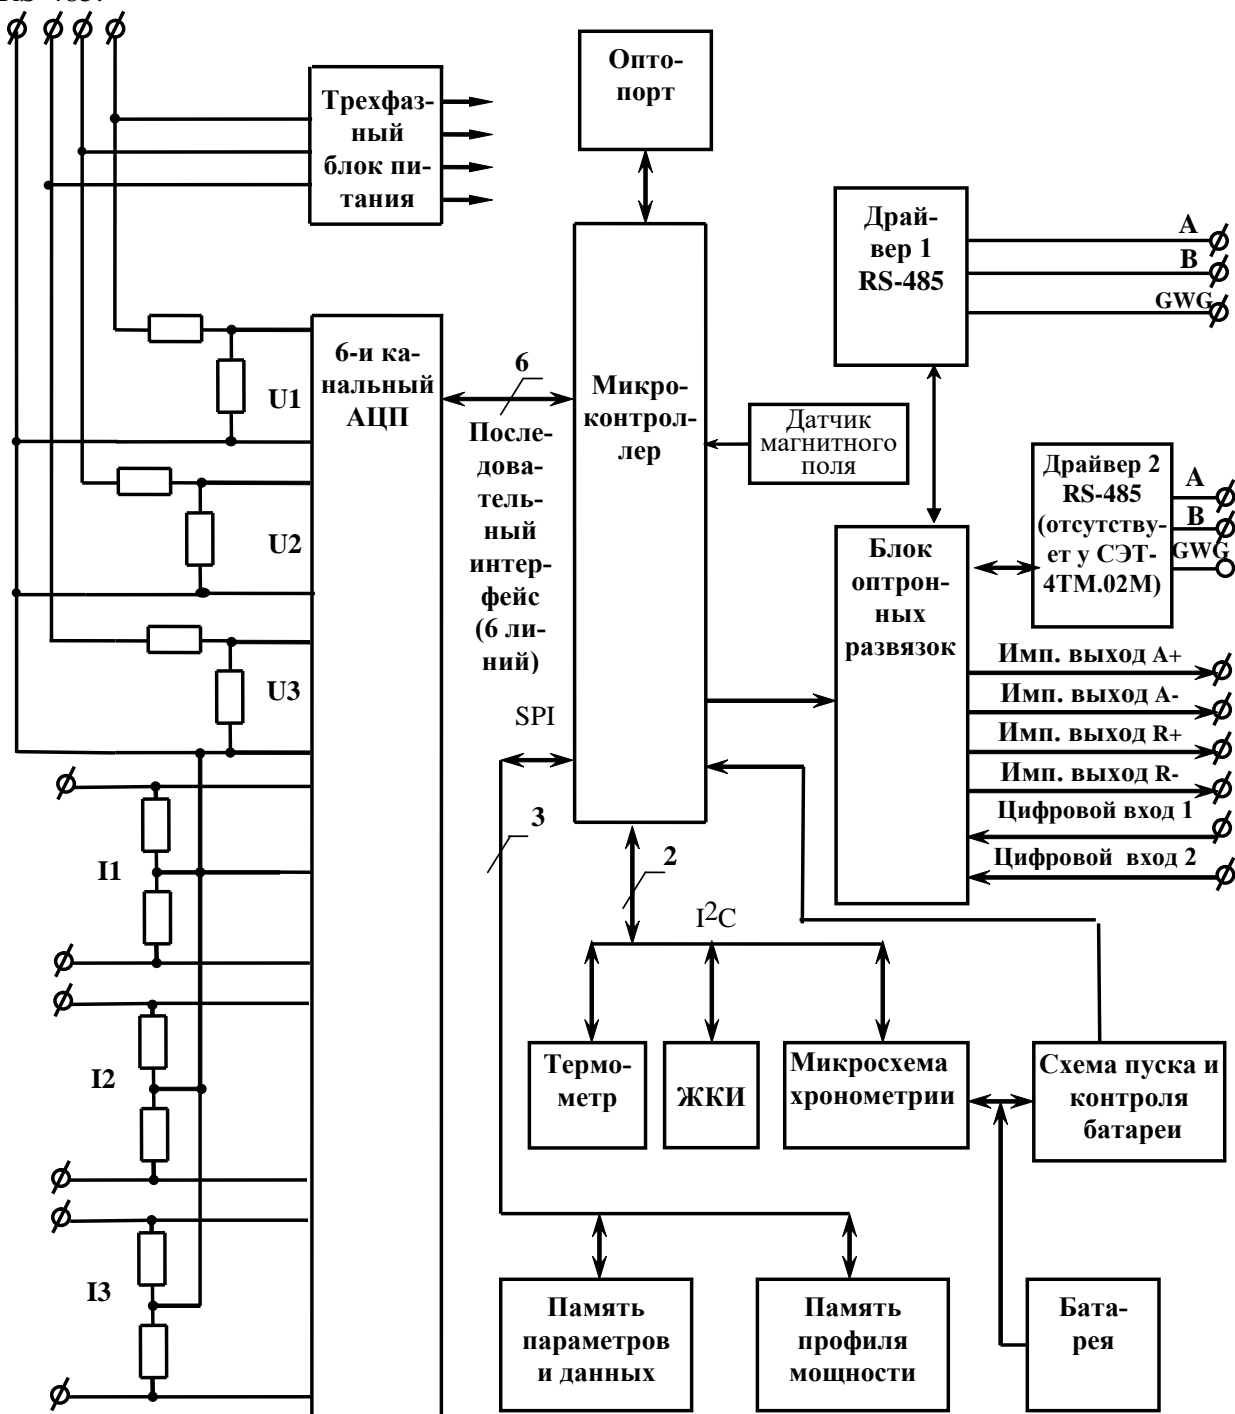 Опто-
порт
Трехфаз-
ный
блок пи-
тания
Драй-
вер 1
RS-485
A
B
GWG
6-и ка-
нальный
АЦП
6
Микро-
контрол-
лер
U1
После-
дова-
тель-
ный
интер-
фейс
(6 ли-
ний)
Датчик
магнитного
поля
Драйвер 2
RS-485
(отсутству-
ет у СЭТ-
4ТМ.02М)
A
B
GWG
U2
Блок
оптрон-
ных
развязок
U3
Имп. выход А+
Имп. выход А-
Имп. выход R+
Имп. выход R-
Цифровой вход 1
Цифровой вход 2
SPI
3
I1
2
I2C
Термо-
метр
ЖКИ
Микросхема
хронометрии
Схема пуска и
контроля
батареи
I2
I3
Память
параметров
и данных
Память
профиля
мощности
Бата-
рея